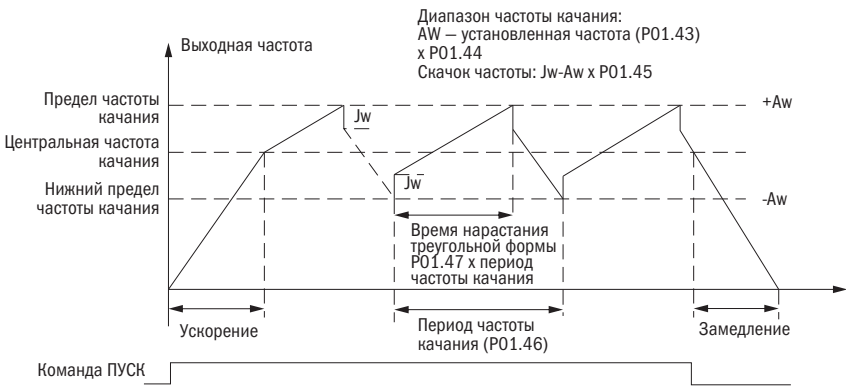 Диапазон частоты качания:
AW — установленная частота (P01.43)
x P01.44
Скачок частоты: Jw-Aw x P01.45
Выходная частота
Предел частоты
качания
+Aw
Jw
Центральная частота
качания
Jw
Нижний предел
частоты качания
-Aw
Время нарастания
треугольной формы
P01.47 x период
частоты качания
Ускорение
Период частоты
качания (P01.46)
Замедление
Команда ПУСК